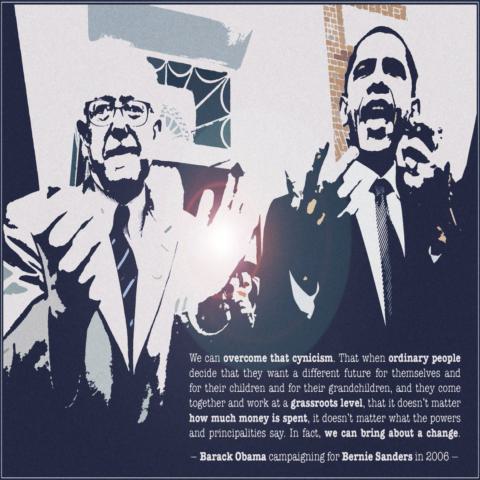 We can overcome that cynicism. That when ordinary people
decide that they want a different future for themselves and
for their children and for their grandchildren, and they come
together and work at a grassroots level, that it doesn't matter
how much money is spent, it doesn't matter what the powers
and principalities say. In fact, we can bring about a change.
– Barack Obama campaigning for Bernie Sanders in 2006 –